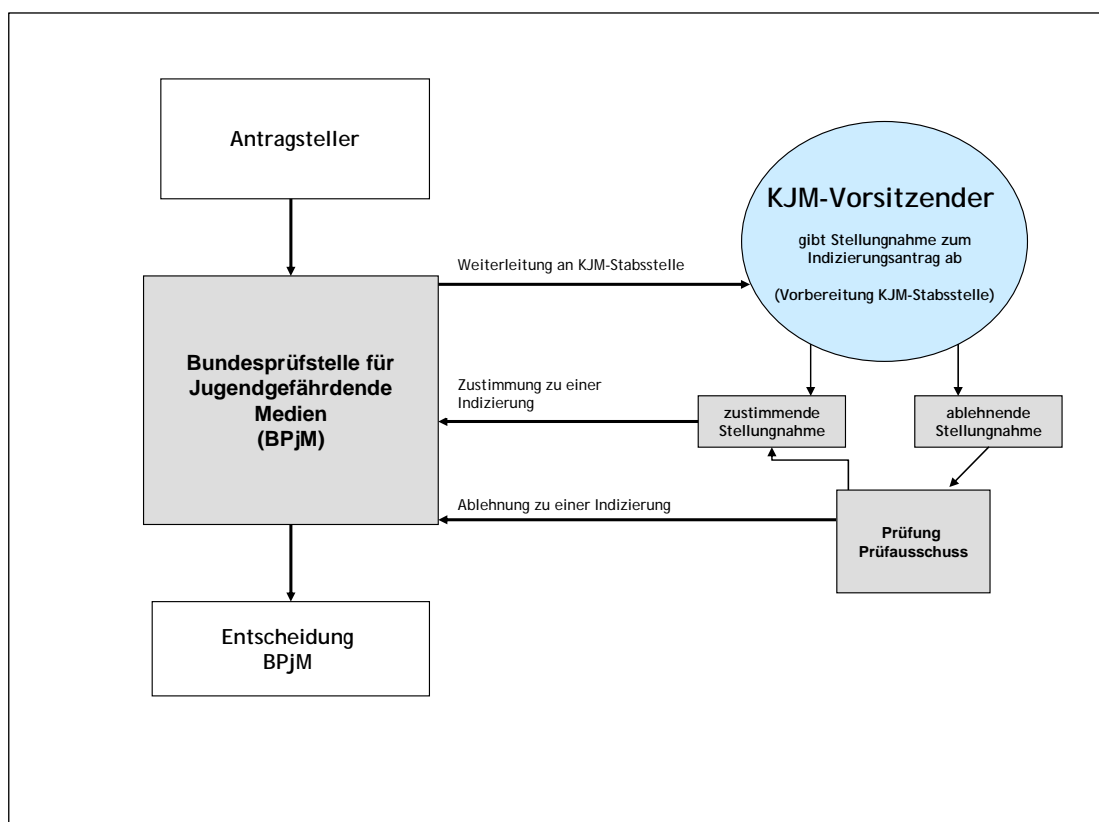 Antragsteller
KJM-Vorsitzender
gibt Stellungnahme zum
Indizierungsantrag ab
(Vorbereitung KJM-Stabsstelle)
Weiterleitung an KJM-Stabsstelle
Bundesprüfstelle für
Jugendgefährdende
Medien
(BPjM)
Zustimmung zu einer
Indizierung
zustimmende
Stellungnahme
ablehnende
Stellungnahme
Ablehnung zu einer Indizierung
Prüfung
Prüfausschuss
Entscheidung
BPjM